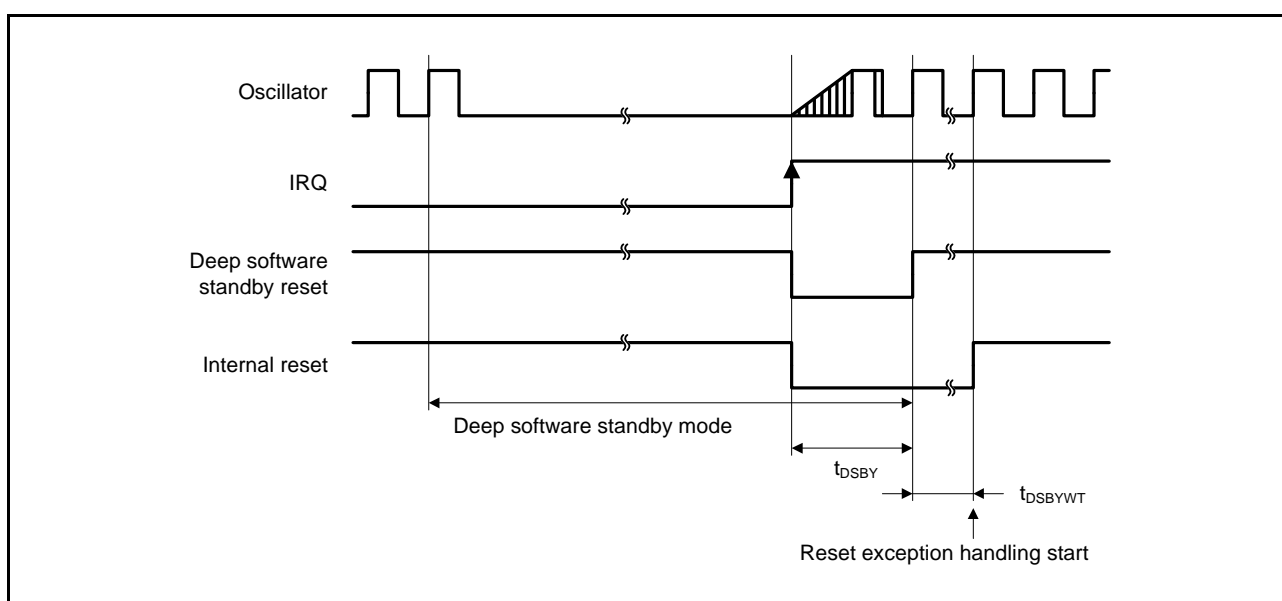 Oscillator
IRQ
Deep software
standby reset
Internal reset
Deep software standby mode
tDSBY
tDSBYWT
Reset exception handling start